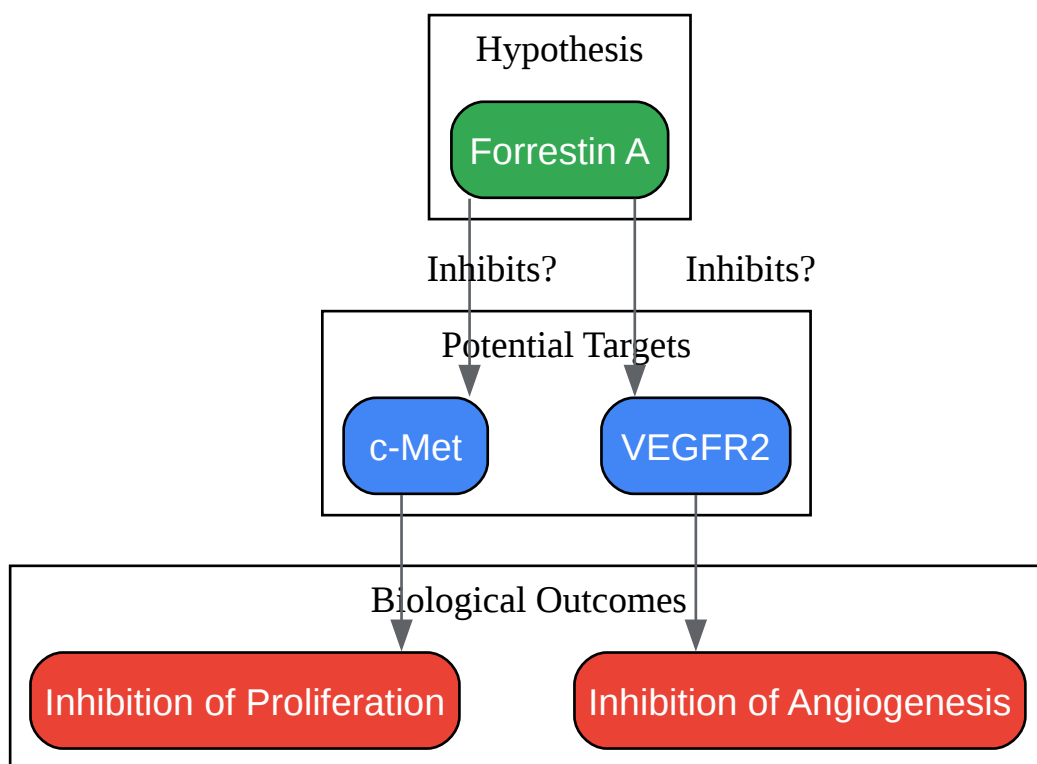 Hypothesis
Forrestin A
Inhibits?
Inhibits?
Potential Targets
c-Met
VEGFR2
Biological Outcomes
Inhibition of Proliferation
Inhibition of Angiogenesis